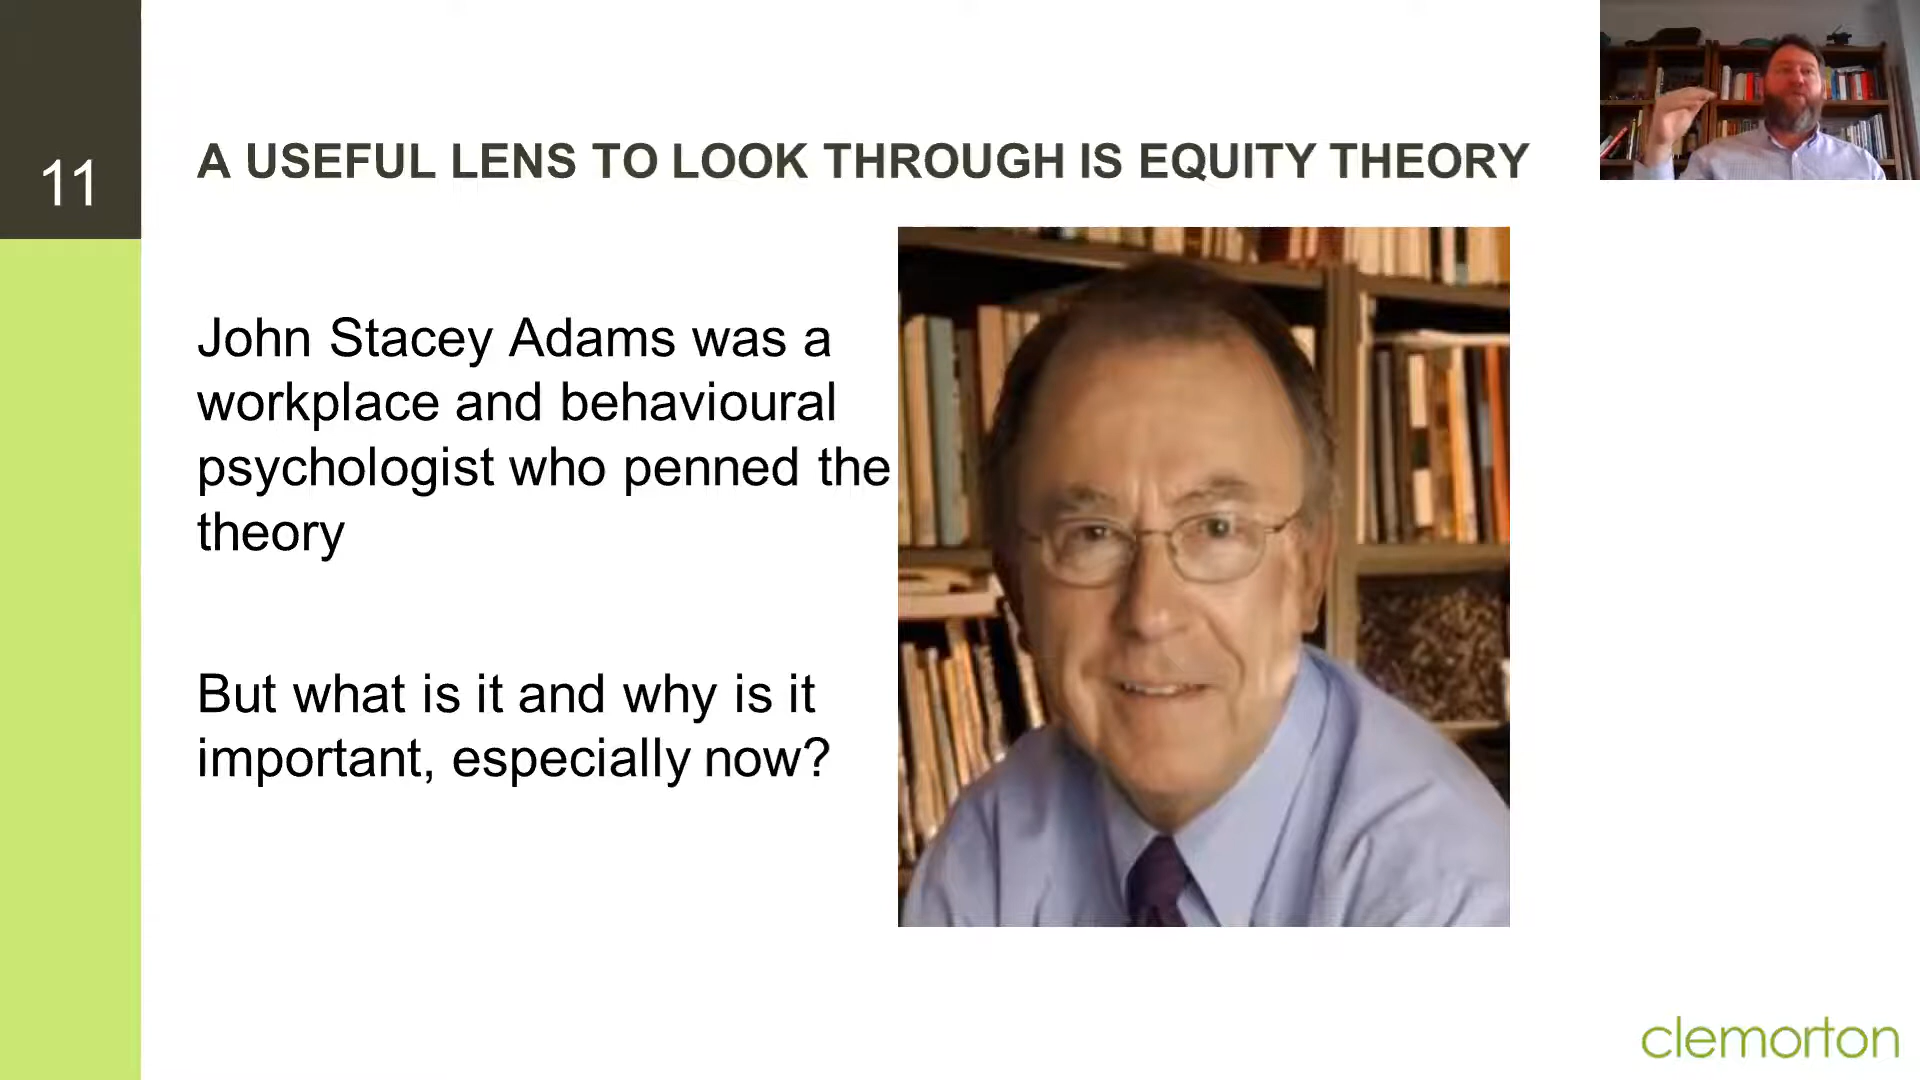 11
A USEFUL LENS TO LOOK THROUGH IS EQUITY THEORY
John Stacey Adams was a
workplace and behavioural
psychologist who penned the
theory
But what is it and why is it
important, especially now?
clemorton